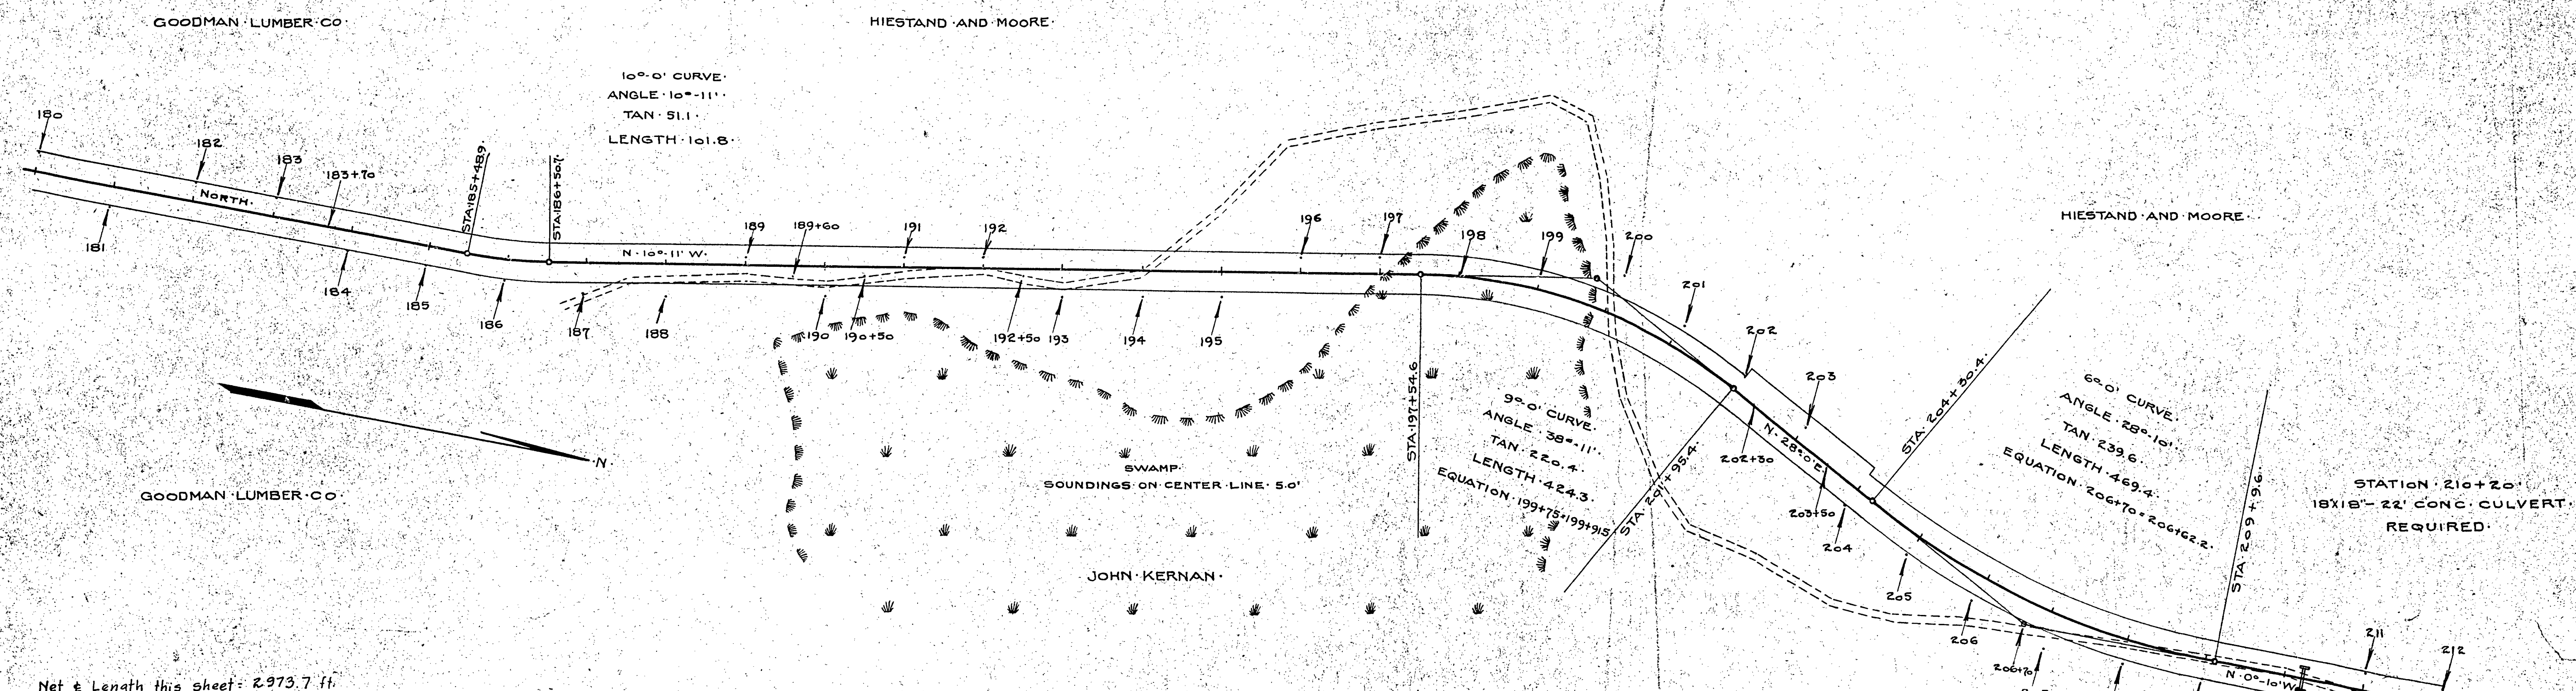 GOODMAN·LUMBER·CO·
HIESTAND·AND·MOORE·
10°-0' CURVE·
ANGLE·10°-11'·
TAN·51.1·
LENGTH·101.8·
180
182
183
183+70
STA·185+48.9
STA·186+50.7
NORTH·
181
184
185
186
187
188
N·10°-11'W·
189
189+60
191
192
196
197
198
199
200
201
202
203
190
190+50
192+50
193
194
195
HIESTAND·AND·MOORE·
STA·197+54.6
9°-0' CURVE·
ANGLE·38°-11'·
TAN·220.4·
LENGTH·424.3·
EQUATION·199+75=199+91.5
STA·201+95.4·
N·28°-0'E·
202+30
203+50
204
205
206
206+70
STA·204+30.4·
6°-0' CURVE·
ANGLE·28°-10'·
TAN·239.6·
LENGTH·469.4·
EQUATION·206+70=206+62.2·
STA·209+9.6·
STATION·210+20·
18"X18"-22' CONC·CULVERT·
REQUIRED·
211
212
N·0°-10'W
·N·
GOODMAN·LUMBER·CO·
SWAMP·
SOUNDINGS·ON·CENTER·LINE·5.0'
JOHN·KERNAN·
Net ℄ Length this sheet = 2973.7 ft.